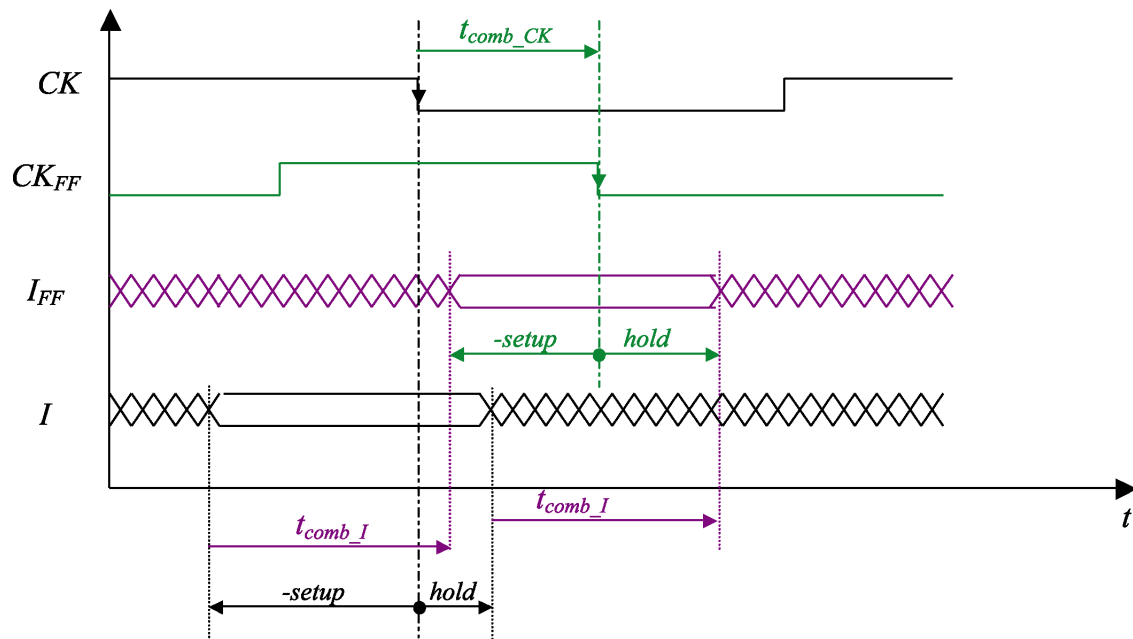 t_comb_CK
CK
CK_FF
I_FF
-setup hold
I
t_comb_I
t
t_comb_I
-setup hold